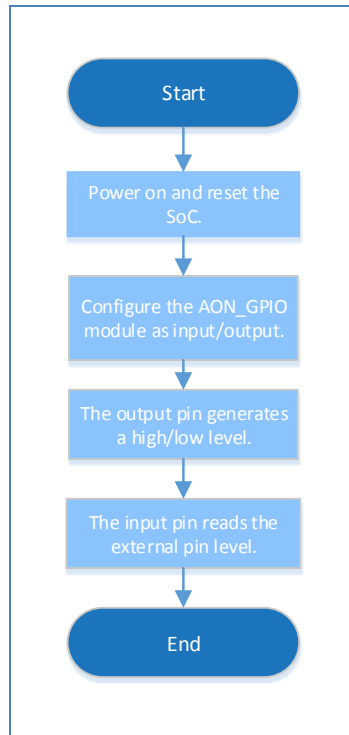 Start
Power on and reset the
SoC.
Configure the AON_GPIO
module as input/output.
The output pin generates
a high/low level.
The input pin reads the
external pin level.
End